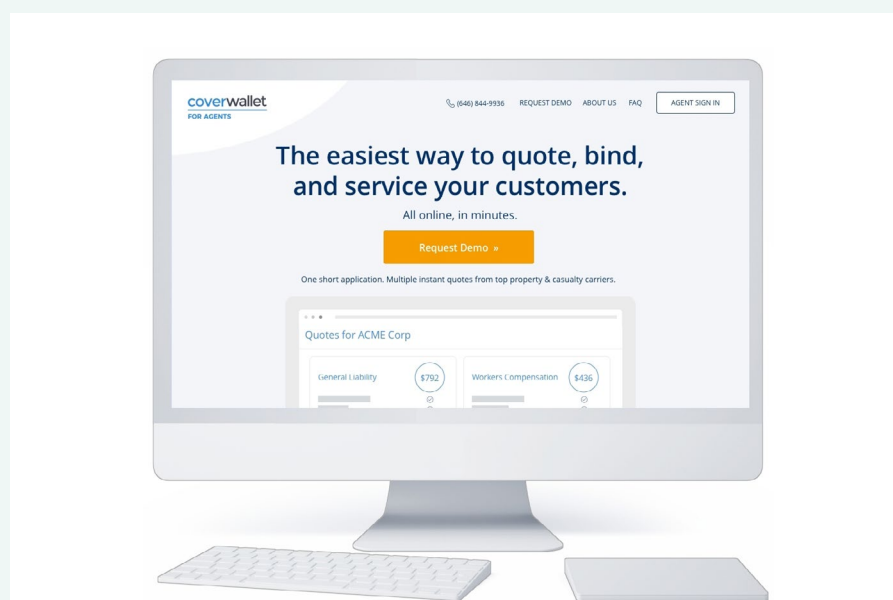 coverwallet
FOR AGENTS
(646) 844-9936 REQUEST DEMO ABOUT US FAQ AGENT SIGN IN
The easiest way to quote, bind,
and service your customers.
All online, in minutes.
Request Demo »
One short application. Multiple instant quotes from top property & casualty carriers.
Quotes for ACME Corp
General Liability $792 Workers Compensation $436